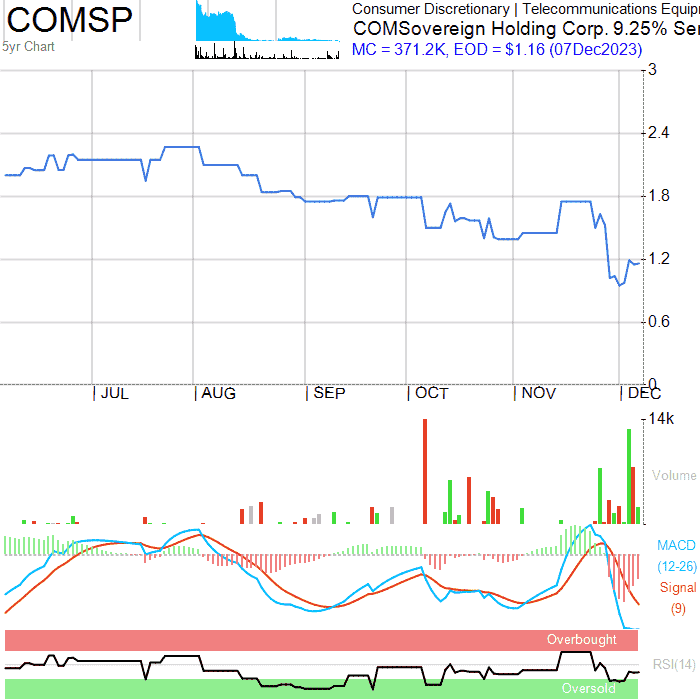 COMSP
5yr Chart
Consumer Discretionary | Telecommunications Equip
COMSovereign Holding Corp. 9.25% Ser
MC = 371.2K, EOD = $1.16 (07Dec2023)
3
2.4
1.8
1.2
0.6
0
JUL AUG SEP OCT NOV DEC
14k
Volume
MACD
(12-26)
Signal
(9)
Overbought
RSI(14)
Oversold